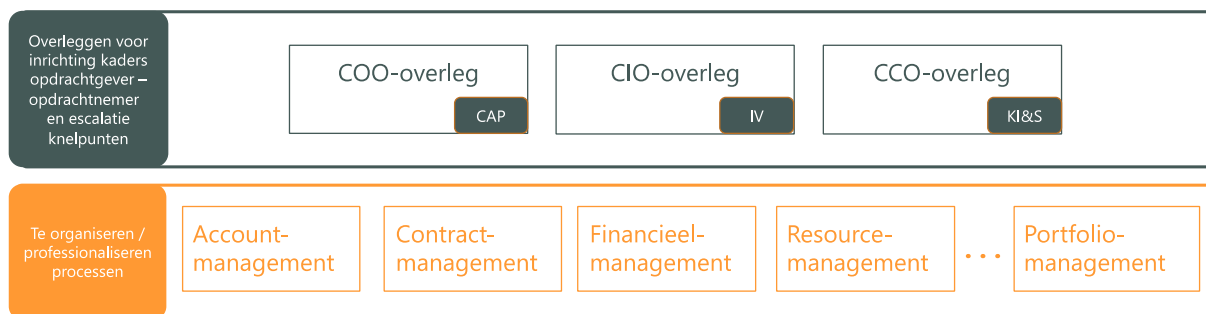 Overleggen voor
inrichting kaders
opdrachtgever –
opdrachtnemer
en escalatie
knelpunten
COO-overleg
CAP
CIO-overleg
IV
CCO-overleg
KI&S
Te organiseren /
professionaliseren
processen
Account-
management
Contract-
management
Financieel-
management
Resource-
management
...
Portfolio-
management